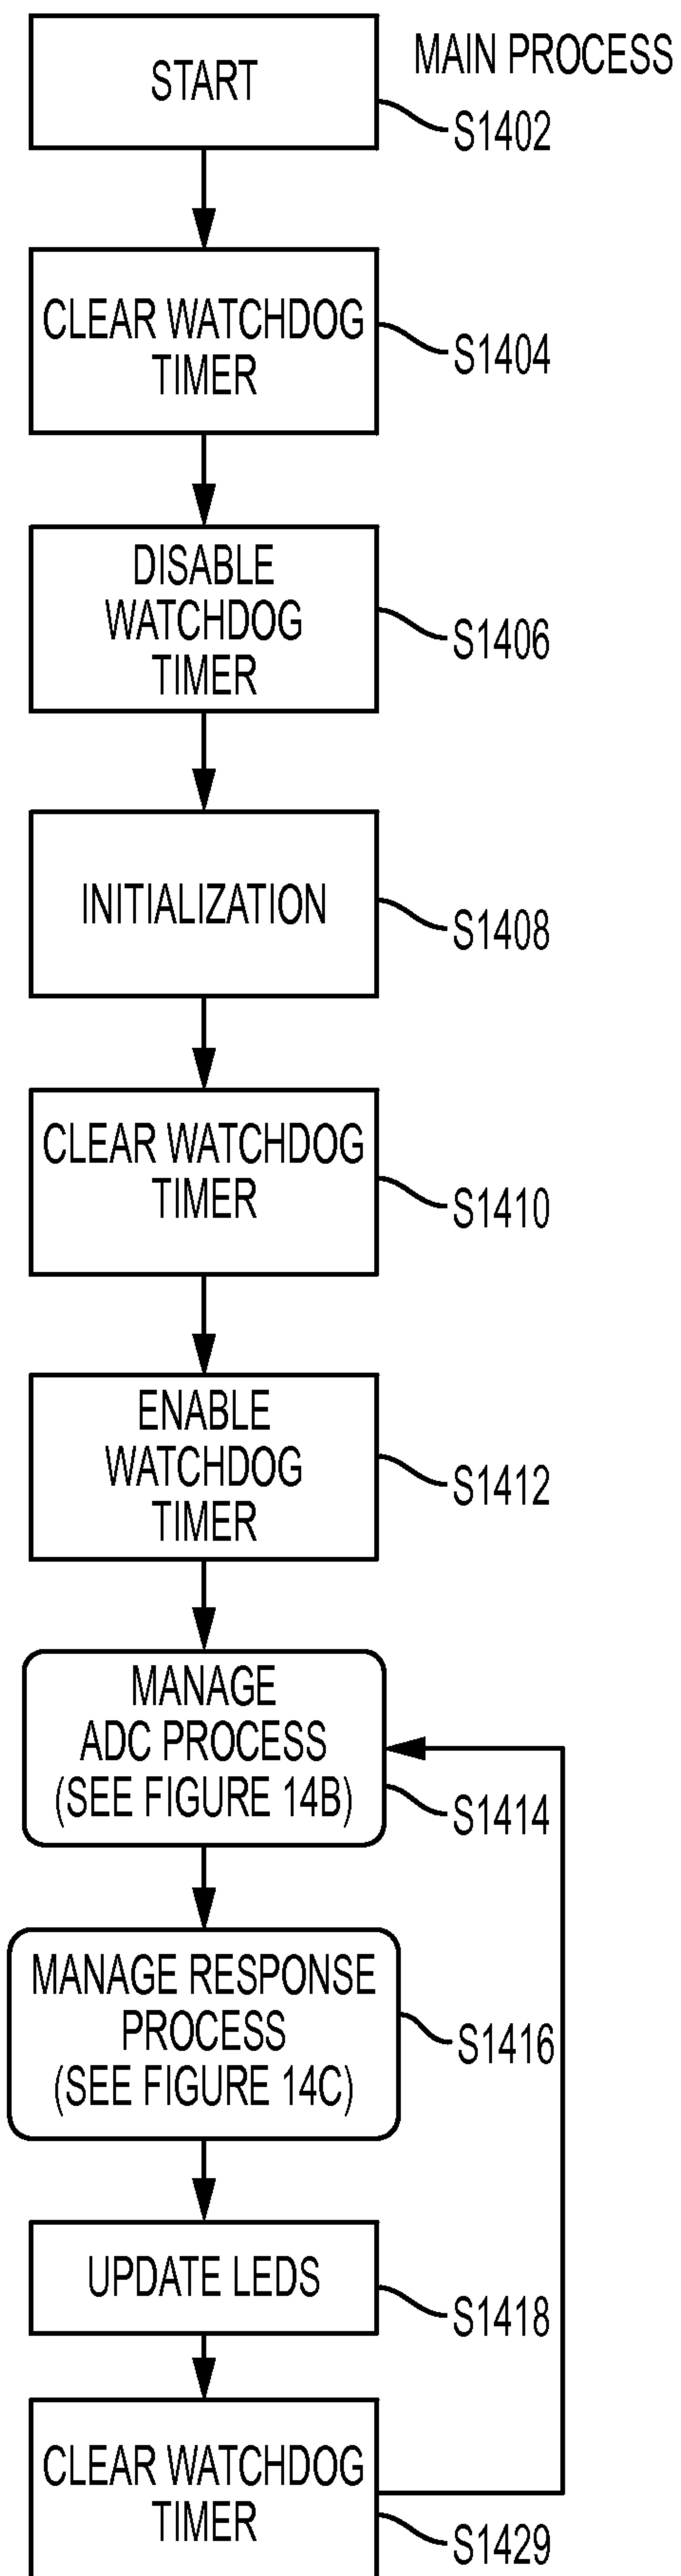 MAIN PROCESS
START
S1402
CLEAR WATCHDOG
TIMER
S1404
DISABLE
WATCHDOG
TIMER
S1406
INITIALIZATION
S1408
CLEAR WATCHDOG
TIMER
S1410
ENABLE
WATCHDOG
TIMER
S1412
MANAGE
ADC PROCESS
(SEE FIGURE 14B)
S1414
MANAGE RESPONSE
PROCESS
(SEE FIGURE 14C)
S1416
UPDATE LEDS
S1418
CLEAR WATCHDOG
TIMER
S1429